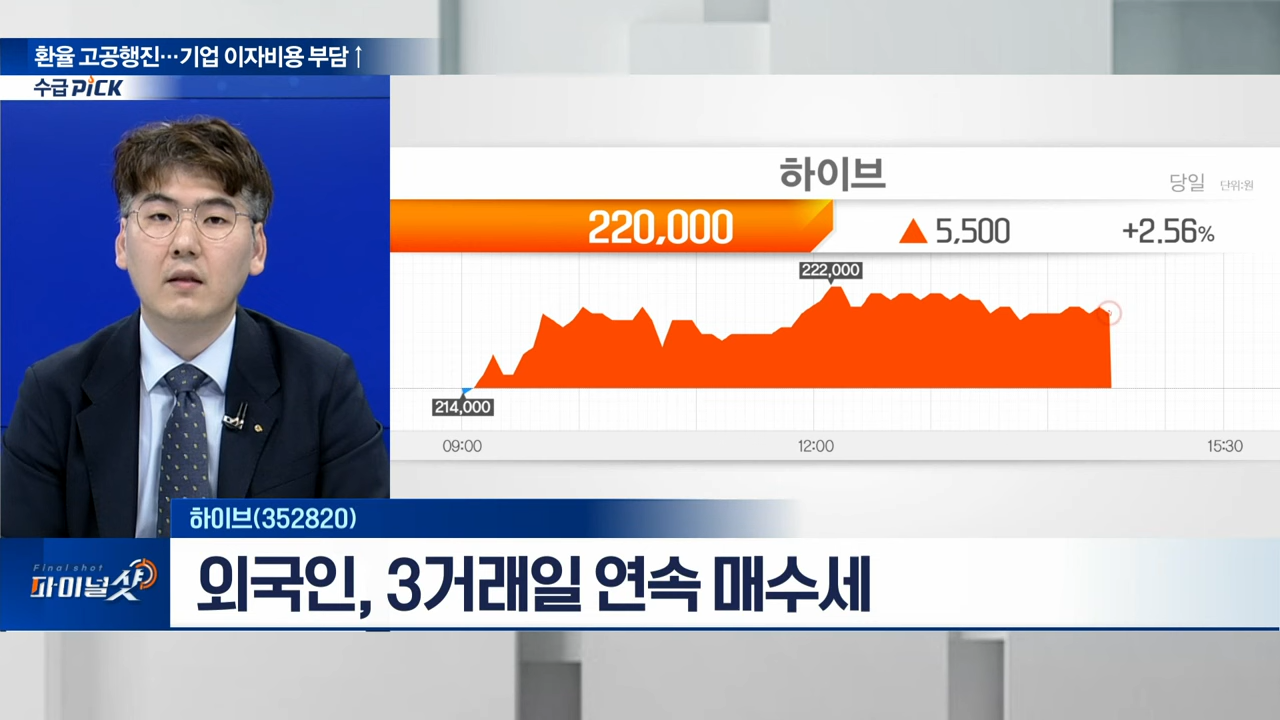 환율 고공행진…기업 이자비용 부담↑
수급 PiCK
하이브
당일 단위:원
220,000 ▲ 5,500 +2.56%
222,000
214,000
09:00 12:00 15:30
하이브(352820)
Final shot
파이널샷
외국인, 3거래일 연속 매수세